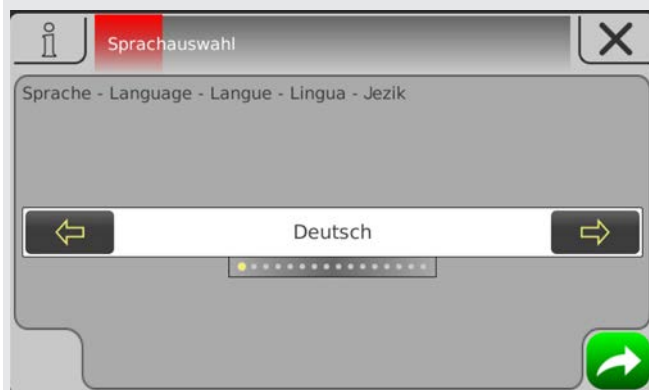 Sprachauswahl
Sprache - Language - Langue - Lingua - Jezik
Deutsch